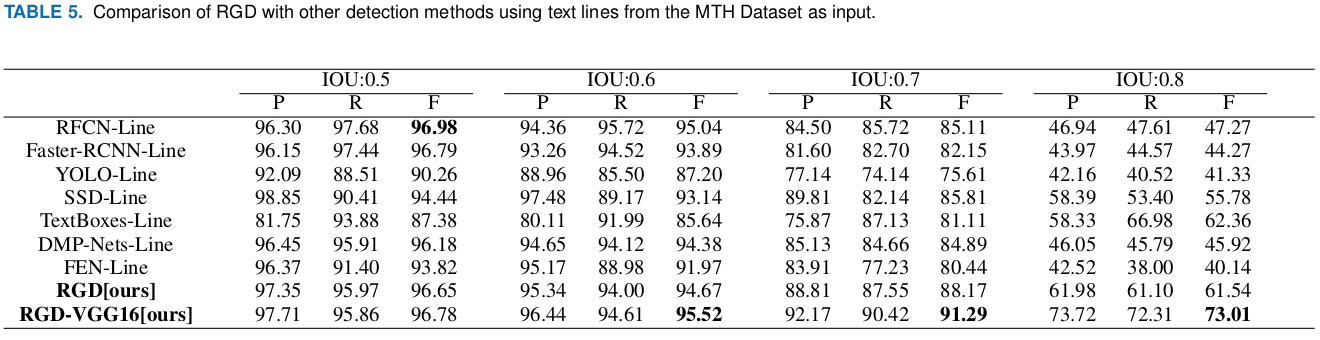 TABLE 5. Comparison of RGD with other detection methods using text lines from the MTH Dataset as input.
IOU:0.5 IOU:0.6 IOU:0.7 IOU:0.8
P R F P R F P R F P R F
RFCN-Line 96.30 97.68 96.98 94.36 95.72 95.04 84.50 85.72 85.11 46.94 47.61 47.27
Faster-RCNN-Line 96.15 97.44 96.79 93.26 94.52 93.89 81.60 82.70 82.15 43.97 44.57 44.27
YOLO-Line 92.09 88.51 90.26 88.96 85.50 87.20 77.14 74.14 75.61 42.16 40.52 41.33
SSD-Line 98.85 90.41 94.44 97.48 89.17 93.14 89.81 82.14 85.81 58.39 53.40 55.78
TextBoxes-Line 81.75 93.88 87.38 80.11 91.99 85.64 75.87 87.13 81.11 58.33 66.98 62.36
DMP-Nets-Line 96.45 95.91 96.18 94.65 94.12 94.38 85.13 84.66 84.89 46.05 45.79 45.92
FEN-Line 96.37 91.40 93.82 95.17 88.98 91.97 83.91 77.23 80.44 42.52 38.00 40.14
RGD[ours] 97.35 95.97 96.65 95.34 94.00 94.67 88.81 87.55 88.17 61.98 61.10 61.54
RGD-VGG16[ours] 97.71 95.86 96.78 96.44 94.61 95.52 92.17 90.42 91.29 73.72 72.31 73.01